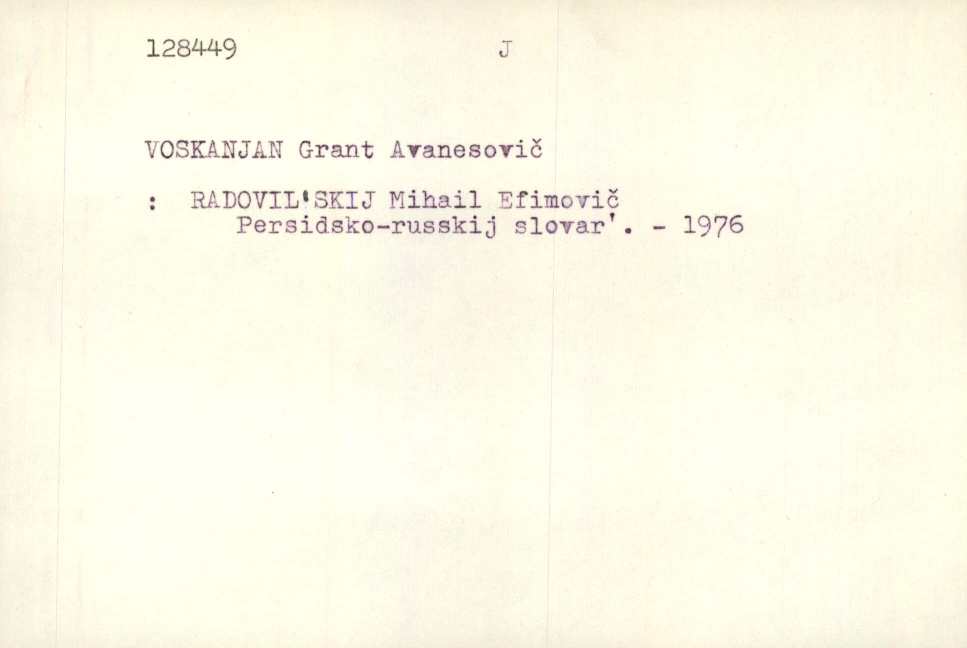 128449 J
VOSKANJAN Grant Avanesovič
: RADOVIL'SKIJ Mihail Efimovič
Persidsko-russkij slovar'. - 1976